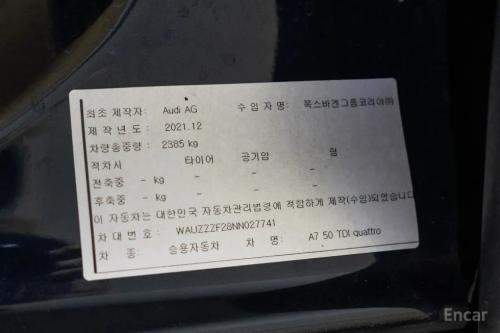 최초 제작자: Audi AG 수 입 자 명: 폭스바겐그룹코리아㈜
제 작 년 도 : 2021.12
차량총중량 : 2385 kg
적차시 타이어 공기압 림
전축중 - kg - - -
후축중 - kg - - -
이 자동차는 대한민국 자동차관리법령에 적합하게 제작(수입)되었습니다
차 대 번 호 : WAUZZZF28NN027741
차 종: 승용자동차 차 명: A7 50 TDI quattro
Encar